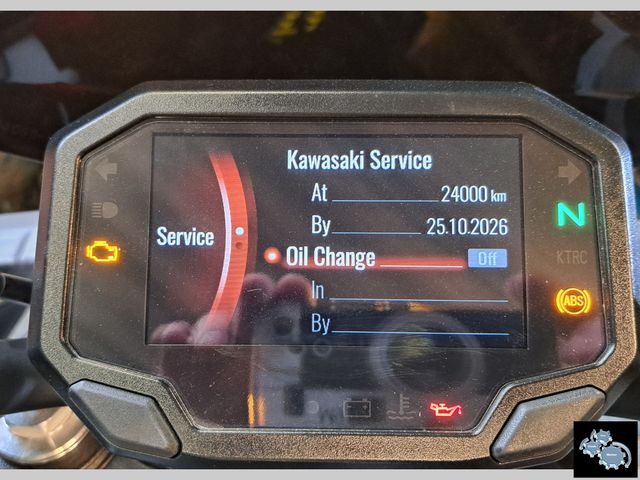 Kawasaki Service
At 24000 km
By 25.10.2026
Service
Oil Change Off
In
By
N
KTRC
ABS